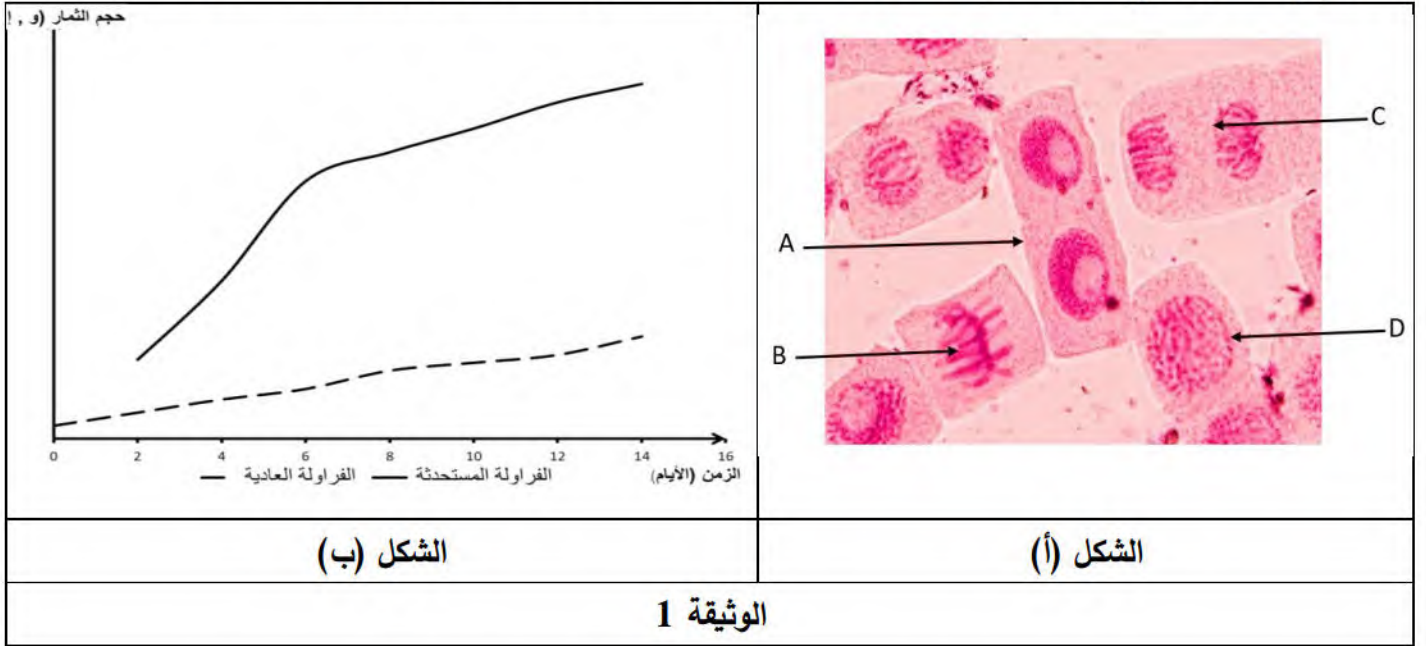 حجم الثمار (و , إ
0 2 4 6 8 10 12 14 16
الزمن (الأيام)
الفراولة المستحدثة
الفراولة العادية
A
B
C
D
الشكل (أ)
الشكل (ب)
الوثيقة 1